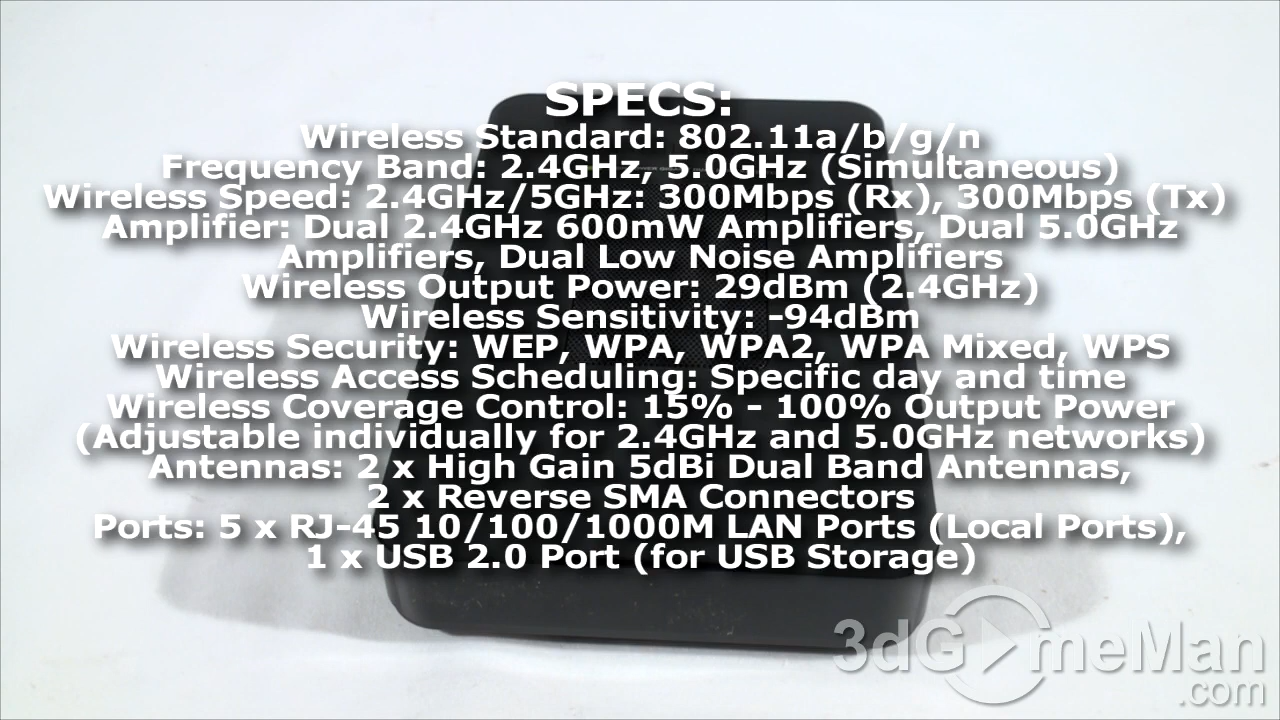 SPECS:
Wireless Standard: 802.11a/b/g/n
Frequency Band: 2.4GHz, 5.0GHz (Simultaneous)
Wireless Speed: 2.4GHz/5GHz: 300Mbps (Rx), 300Mbps (Tx)
Amplifier: Dual 2.4GHz 600mW Amplifiers, Dual 5.0GHz
Amplifiers, Dual Low Noise Amplifiers
Wireless Output Power: 29dBm (2.4GHz)
Wireless Sensitivity: -94dBm
Wireless Security: WEP, WPA, WPA2, WPA Mixed, WPS
Wireless Access Scheduling: Specific day and time
Wireless Coverage Control: 15% - 100% Output Power
(Adjustable individually for 2.4GHz and 5.0GHz networks)
Antennas: 2 x High Gain 5dBi Dual Band Antennas,
2 x Reverse SMA Connectors
Ports: 5 x RJ-45 10/100/1000M LAN Ports (Local Ports),
1 x USB 2.0 Port (for USB Storage)
3dGameMan
.com